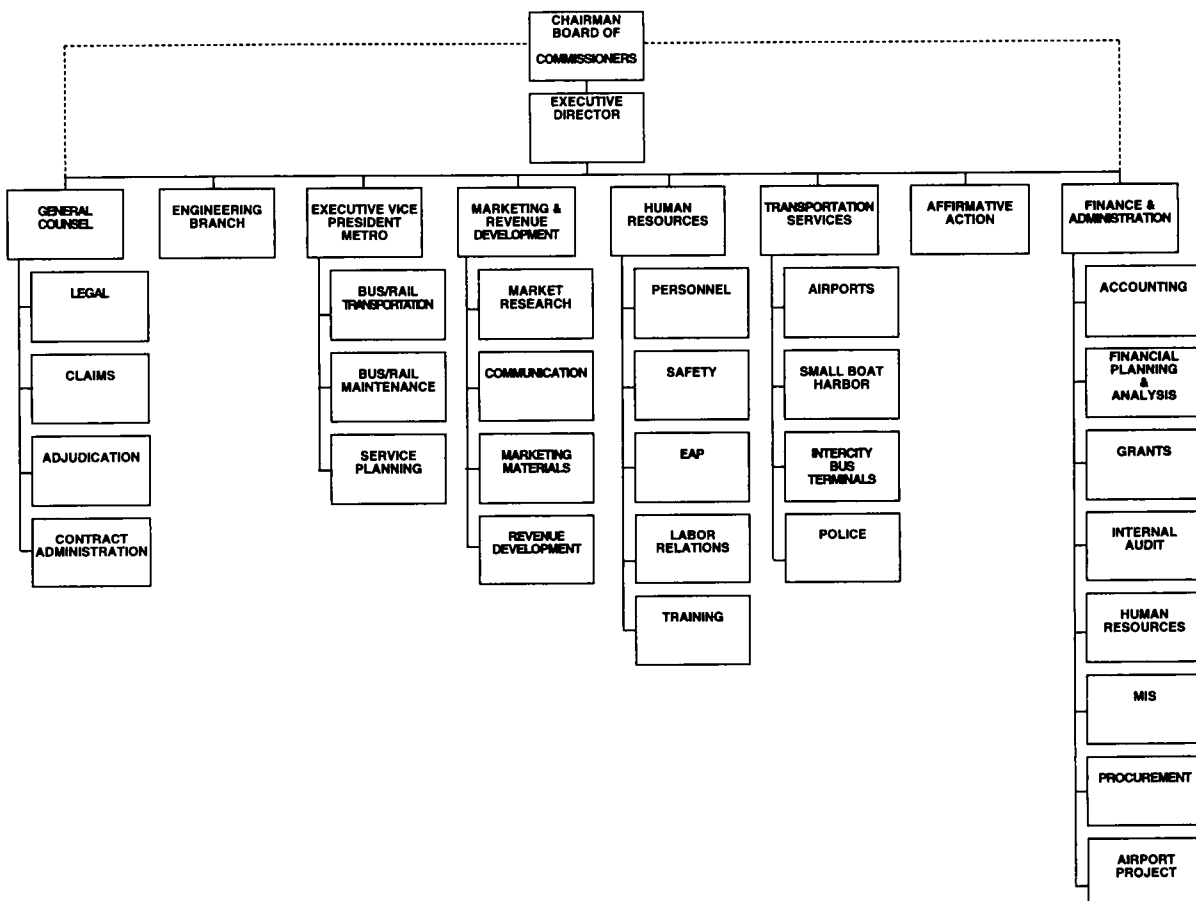 CHAIRMAN
BOARD OF
COMMISSIONERS
EXECUTIVE
DIRECTOR
GENERAL
COUNSEL
LEGAL
CLAIMS
ADJUDICATION
CONTRACT
ADMINISTRATION
ENGINEERING
BRANCH
EXECUTIVE VICE
PRESIDENT
METRO
BUS/RAIL
TRANSPORTATION
BUS/RAIL
MAINTENANCE
SERVICE
PLANNING
MARKETING &
REVENUE
DEVELOPMENT
MARKET
RESEARCH
COMMUNICATION
MARKETING
MATERIALS
REVENUE
DEVELOPMENT
HUMAN
RESOURCES
PERSONNEL
SAFETY
EAP
LABOR
RELATIONS
TRAINING
TRANSPORTATION
SERVICES
AIRPORTS
SMALL BOAT
HARBOR
INTERCITY
BUS
TERMINALS
POLICE
AFFIRMATIVE
ACTION
FINANCE &
ADMINISTRATION
ACCOUNTING
FINANCIAL
PLANNING
&
ANALYSIS
GRANTS
INTERNAL
AUDIT
HUMAN
RESOURCES
MIS
PROCUREMENT
AIRPORT
PROJECT